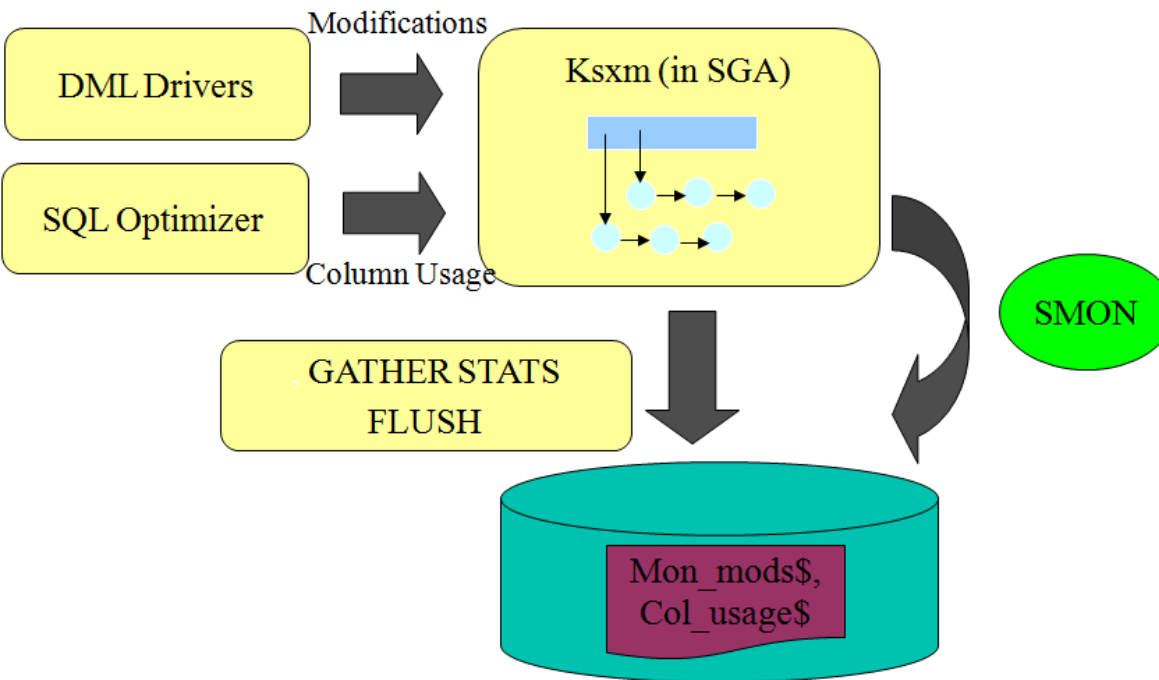 Modifications
DML Drivers
Ksxm (in SGA)
SQL Optimizer
Column Usage
SMON
GATHER STATS
FLUSH
Mon_mods$,
Col_usage$